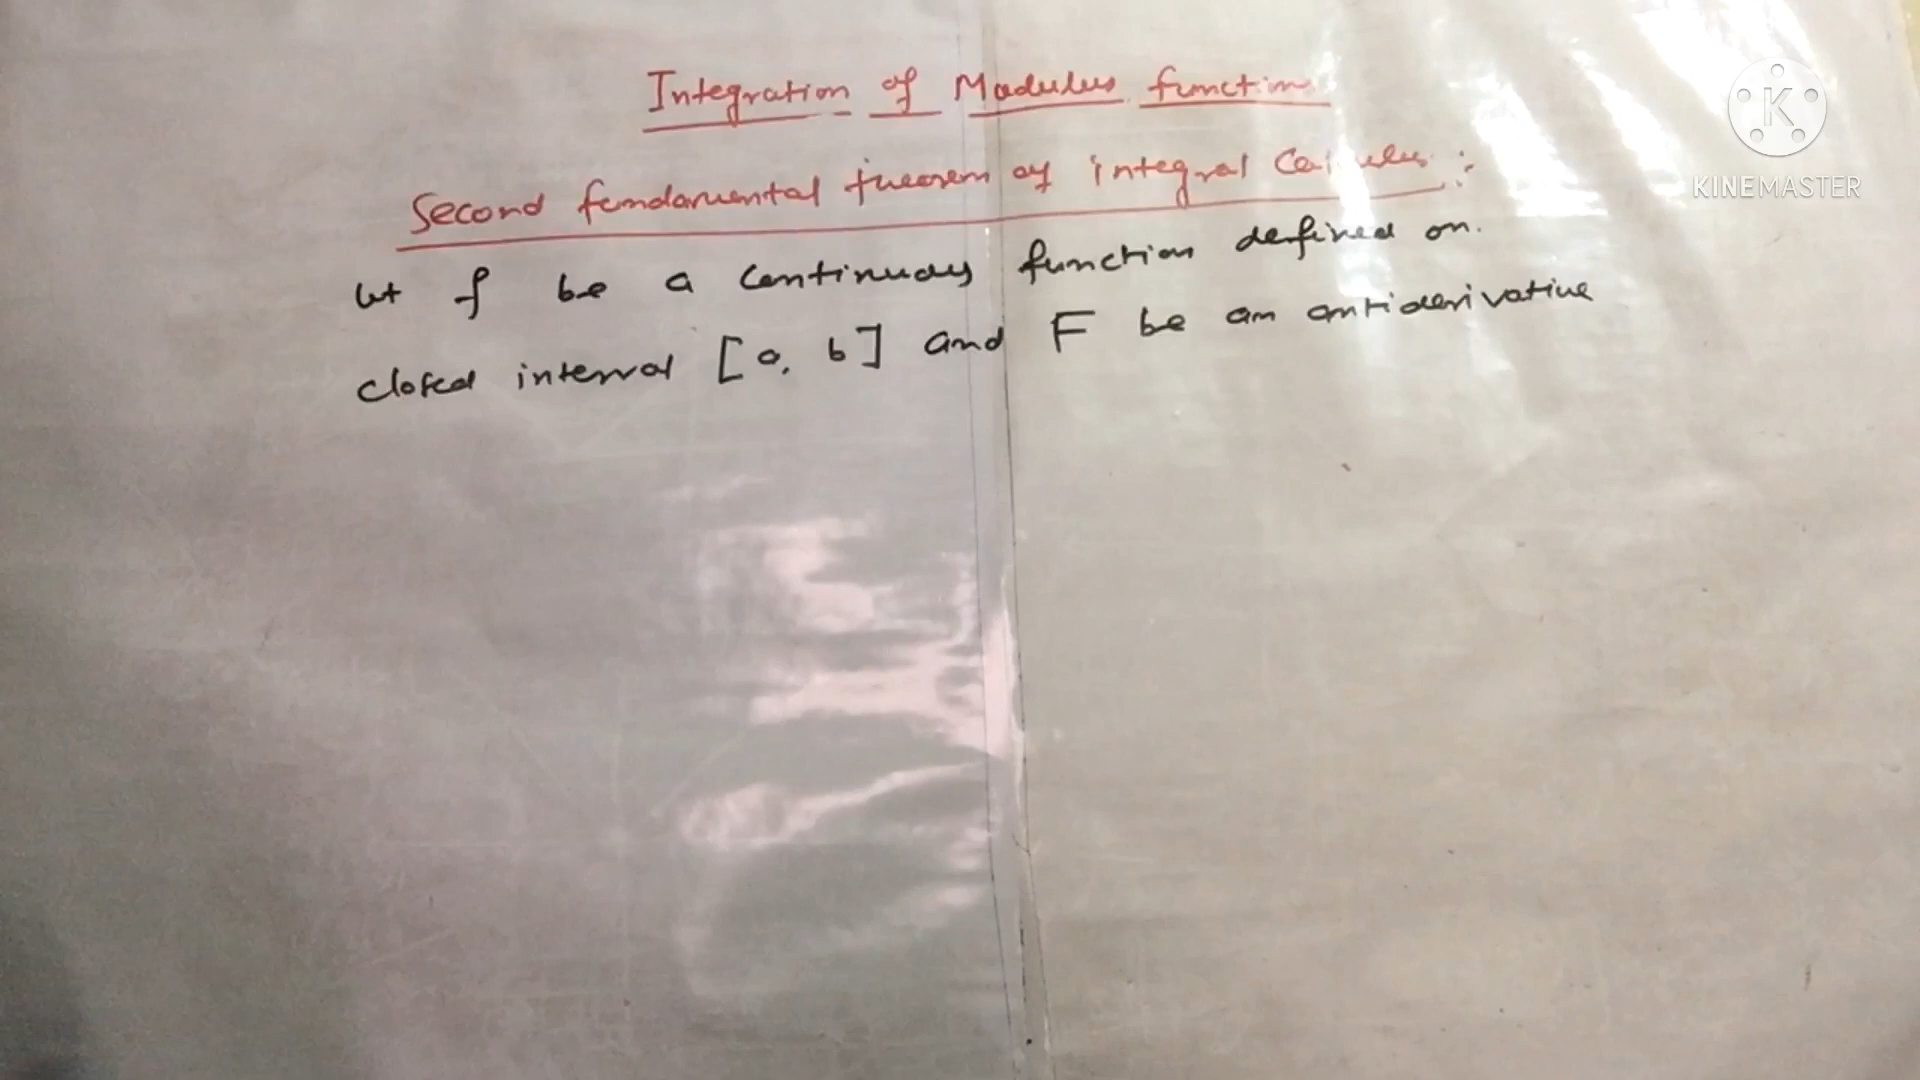 Integration of Modulus function
Second fundamental theorem of integral Calculus :-
Let f be a continuous function defined on
closed interval [a, b] and F be an antiderivative
K
KINEMASTER